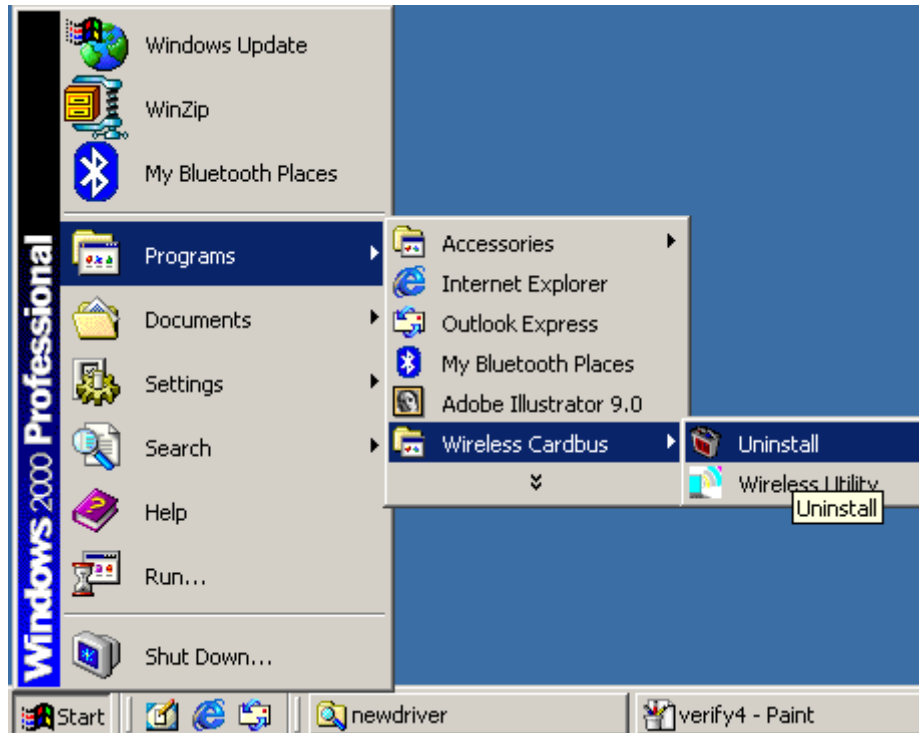 Windows 2000 Professional
Windows Update
WinZip
My Bluetooth Places
Programs
Documents
Settings
Search
Help
Run...
Shut Down...
Accessories
Internet Explorer
Outlook Express
My Bluetooth Places
Adobe Illustrator 9.0
Wireless Cardbus
Uninstall
Wireless Utility
Uninstall
Start
newdriver
verify4 - Paint